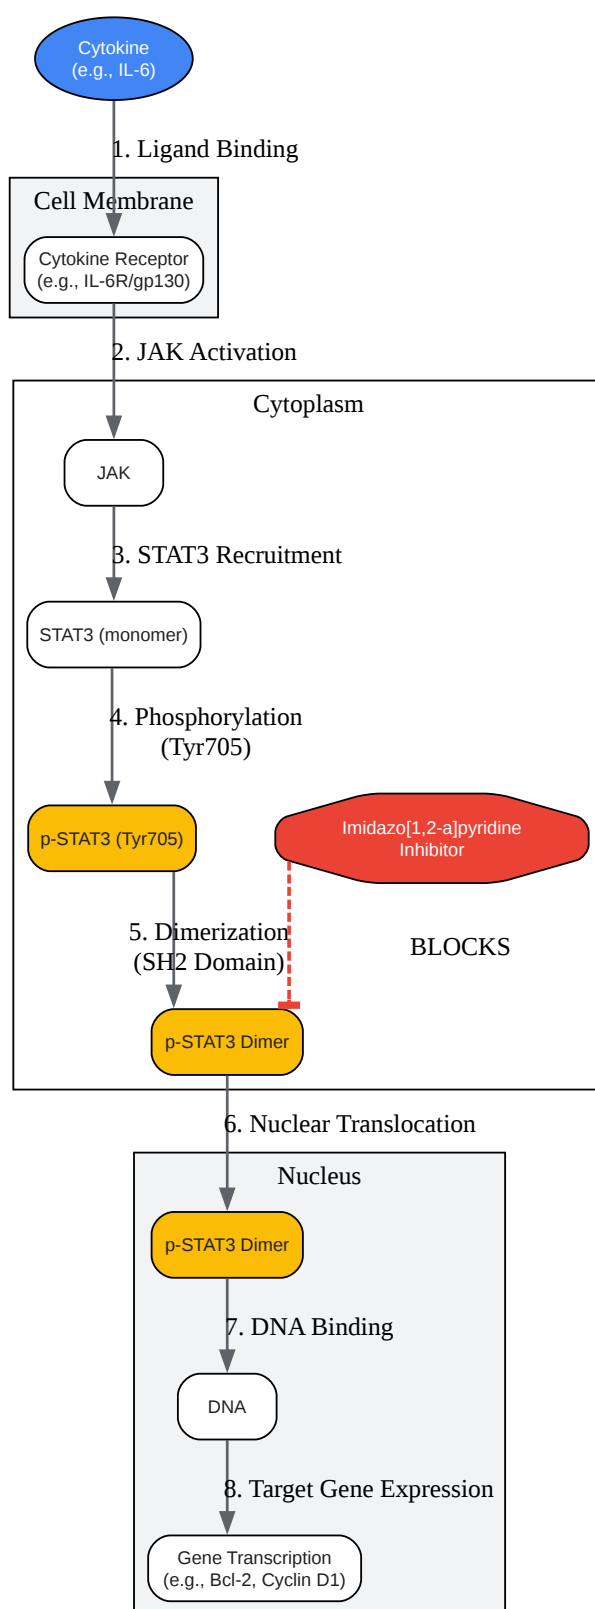 Cytokine
(e.g., IL-6)
1. Ligand Binding
Cell Membrane
Cytokine Receptor
(e.g., IL-6R/gp130)
2. JAK Activation
Cytoplasm
JAK
3. STAT3 Recruitment
STAT3 (monomer)
4. Phosphorylation
(Tyr705)
p-STAT3 (Tyr705)
Imidazo[1,2-a]pyridine
Inhibitor
5. Dimerization
(SH2 Domain)
BLOCKS
p-STAT3 Dimer
6. Nuclear Translocation
Nucleus
p-STAT3 Dimer
7. DNA Binding
DNA
8. Target Gene Expression
Gene Transcription
(e.g., Bcl-2, Cyclin D1)